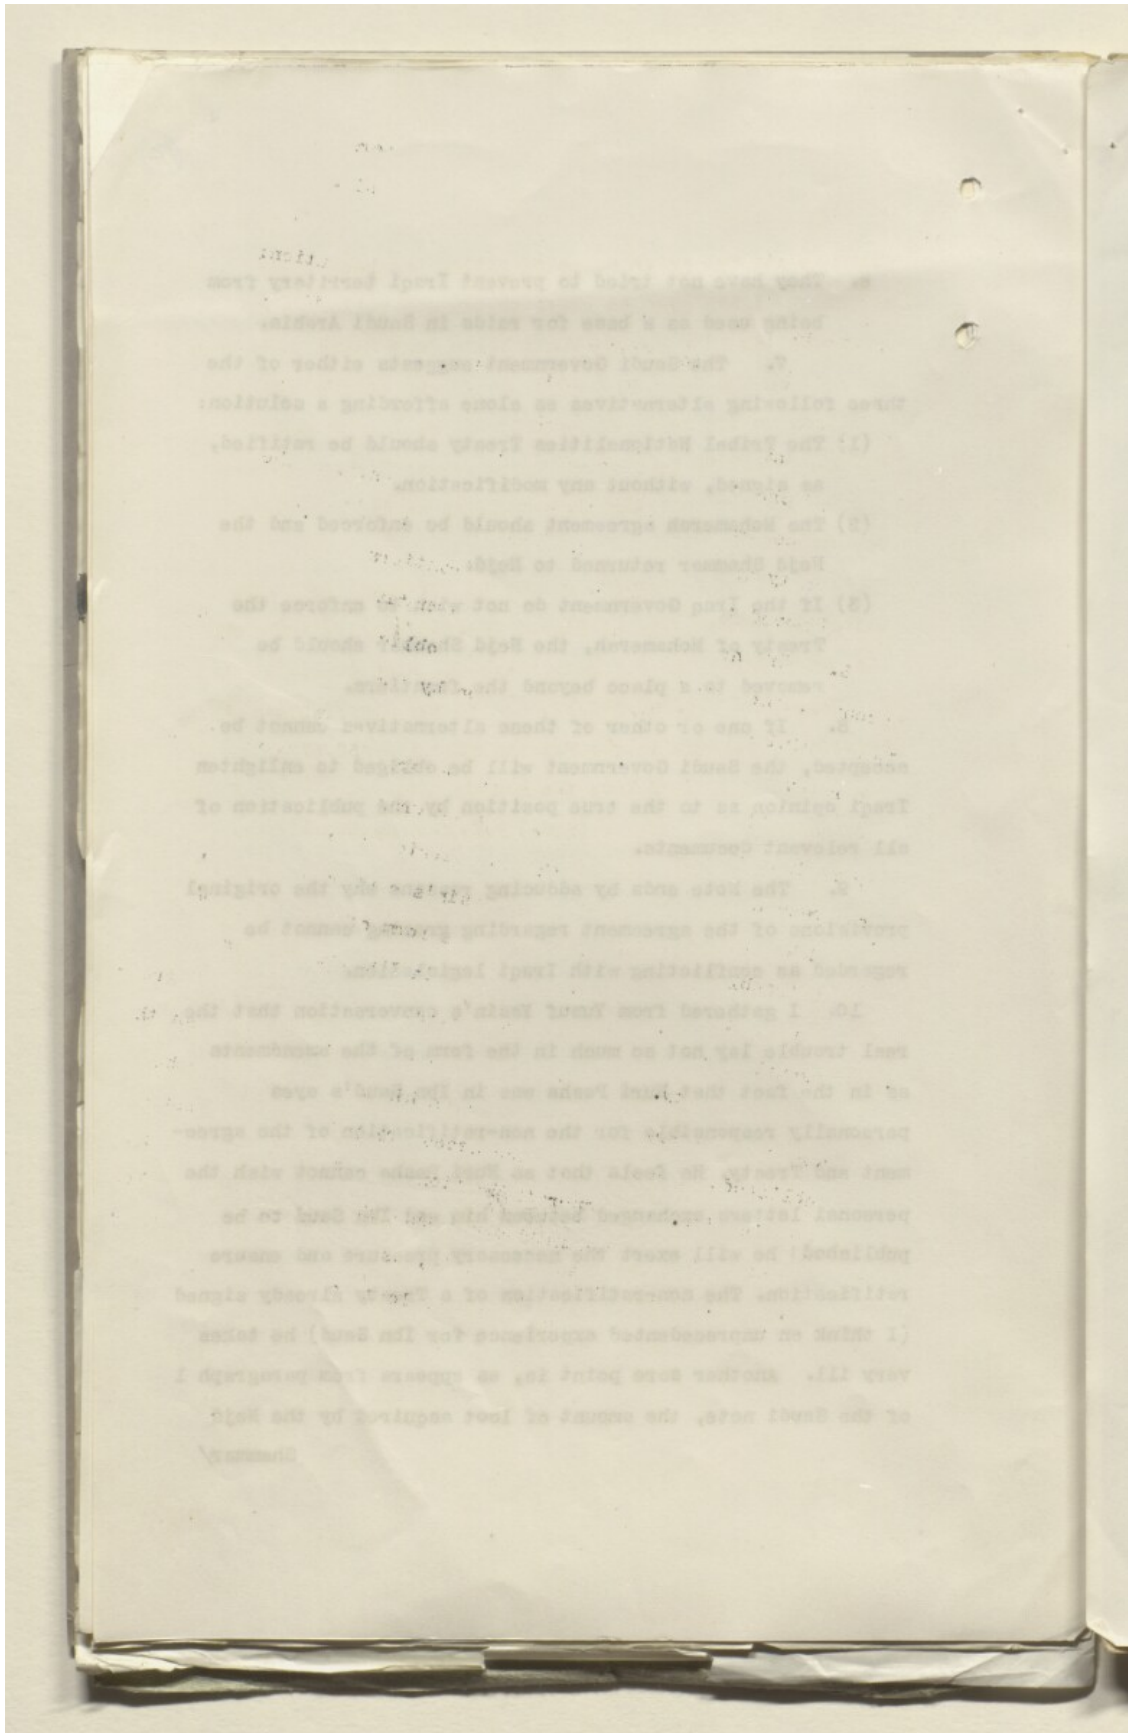 e. They have not tried to prevent Iraqi territory from
being used as a base for raids in Saudi Arabia.
7. The Saudi Government suggests either of the
three following alternatives as alone affording a solution:
(1) The Tribal Nationalities Treaty should be ratified,
as signed, without any modification.
(2) The Mohamerah agreement should be enforced and the
Nejd Shammar returned to Nejd.
(3) If the Iraq Government do not wish to enforce the
Treaty of Mohamerah, the Nejd Shammar should be
removed to a place beyond the frontiers.
8. If one or other of these alternatives cannot be
accepted, the Saudi Government will be obliged to enlighten
Iraqi opinion as to the true position by the publication of
all relevant documents.
9. The Note ends by adducing reasons why the original
provisions of the agreement regarding grazing cannot be
regarded as conflicting with Iraqi legislation.
10. I gathered from Yusuf Yasin's conversation that the
real trouble lay not so much in the form of the
as in the fact that Nuri Pasha was in Ibn Saud's eyes
personally responsible for the non-ratification of the agree-
ment and Treaty. He feels that as Nuri Pasha cannot wish the
personal letters exchanged between him and Ibn Saud to be
published he will exert the necessary pressure and ensure
ratification. The non-ratification of a Treaty already signed
(I think an unprecedented experience for Ibn Saud) he takes
very ill. Another sore point is, as appears from paragraph 1
of the Saudi note, the amount of loot acquired by the Nejd
Shammar/